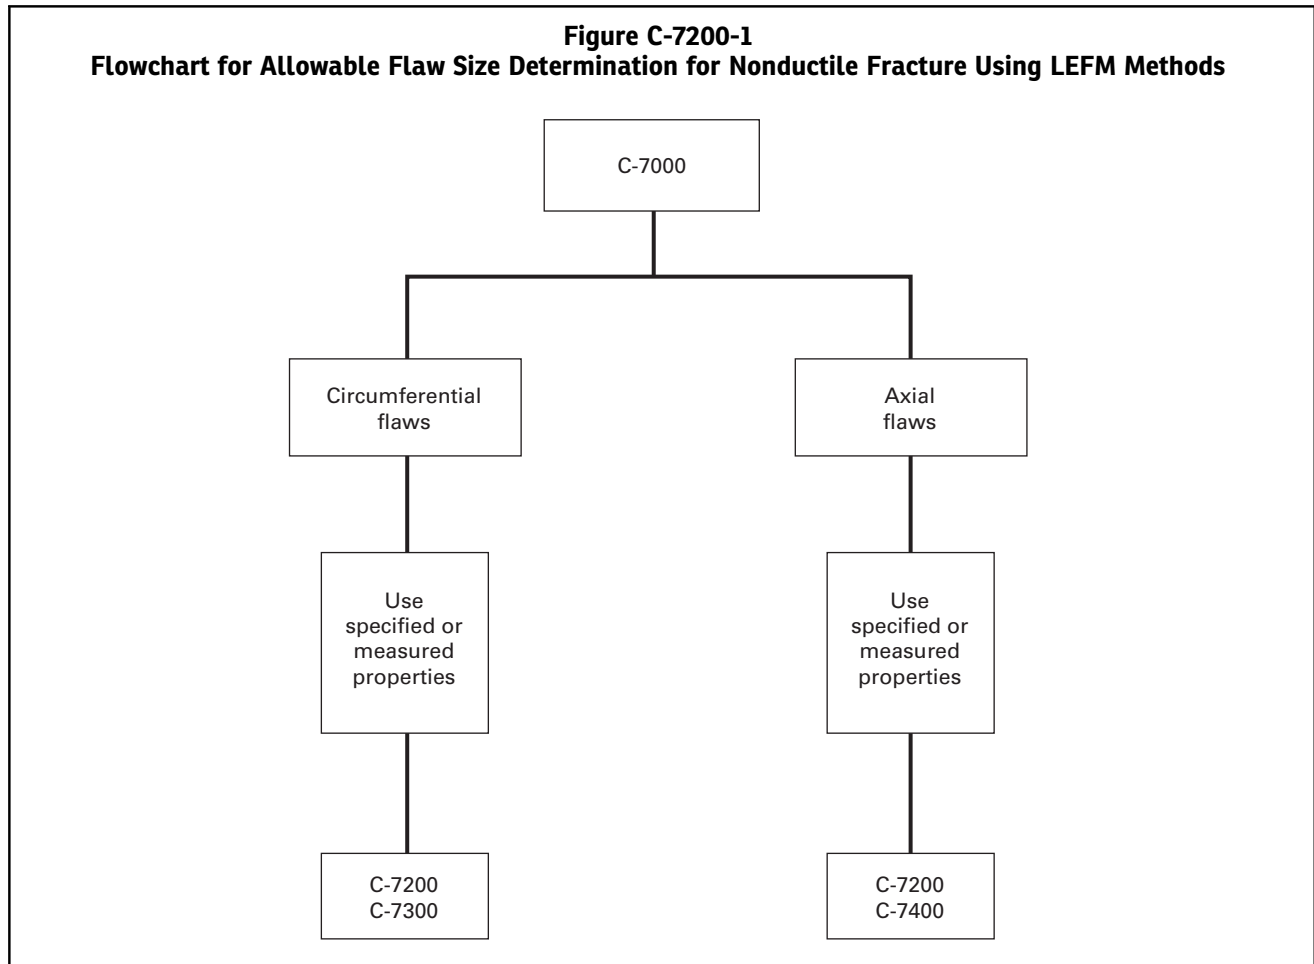 Figure C-7200-1
Flowchart for Allowable Flaw Size Determination for Nonductile Fracture Using LEFM Methods
C-7000
Circumferential
flaws
Axial
flaws
Use
specified or
measured
properties
Use
specified or
measured
properties
C-7200
C-7300
C-7200
C-7400